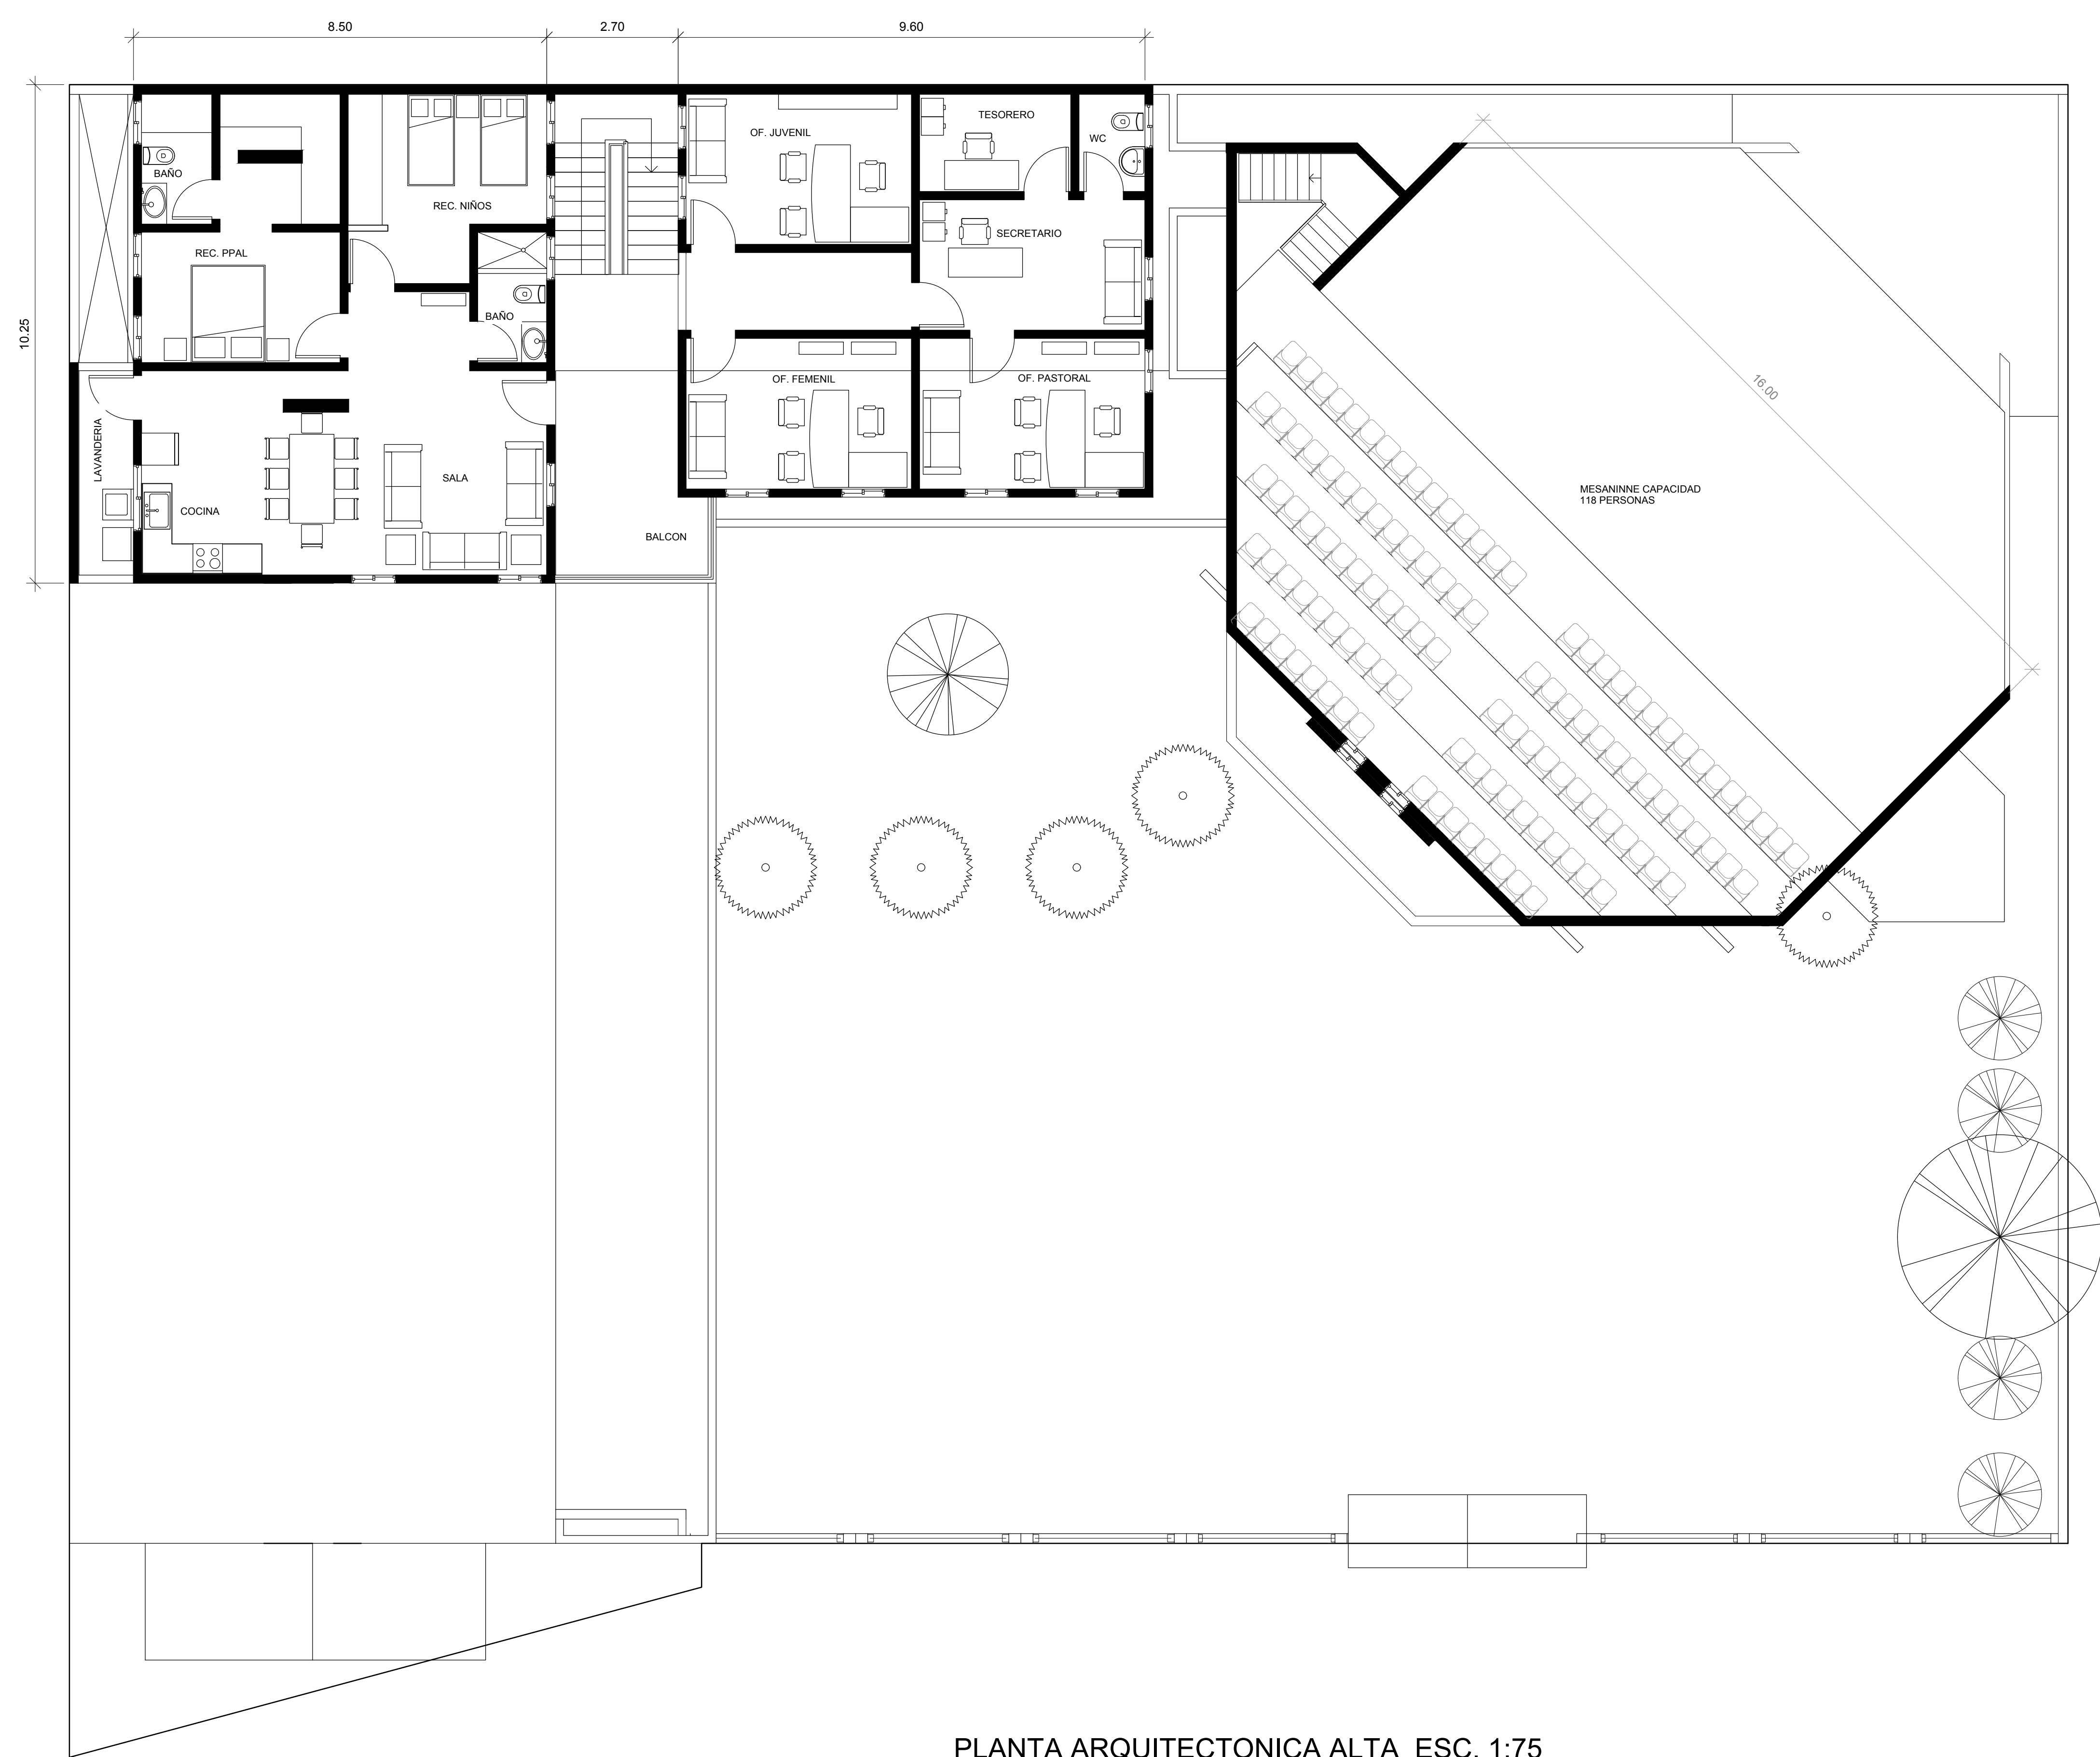 8.50
2.70
9.60
10.25
OF. JUVENIL
TESORERO
WC
BAÑO
REC. NIÑOS
SECRETARIO
REC. PPAL
BAÑO
OF. FEMENIL
OF. PASTORAL
16.00
LAVANDERIA
SALA
COCINA
BALCON
MESANINNE CAPACIDAD
118 PERSONAS
PLANTA ARQUITECTONICA ALTA ESC. 1:75